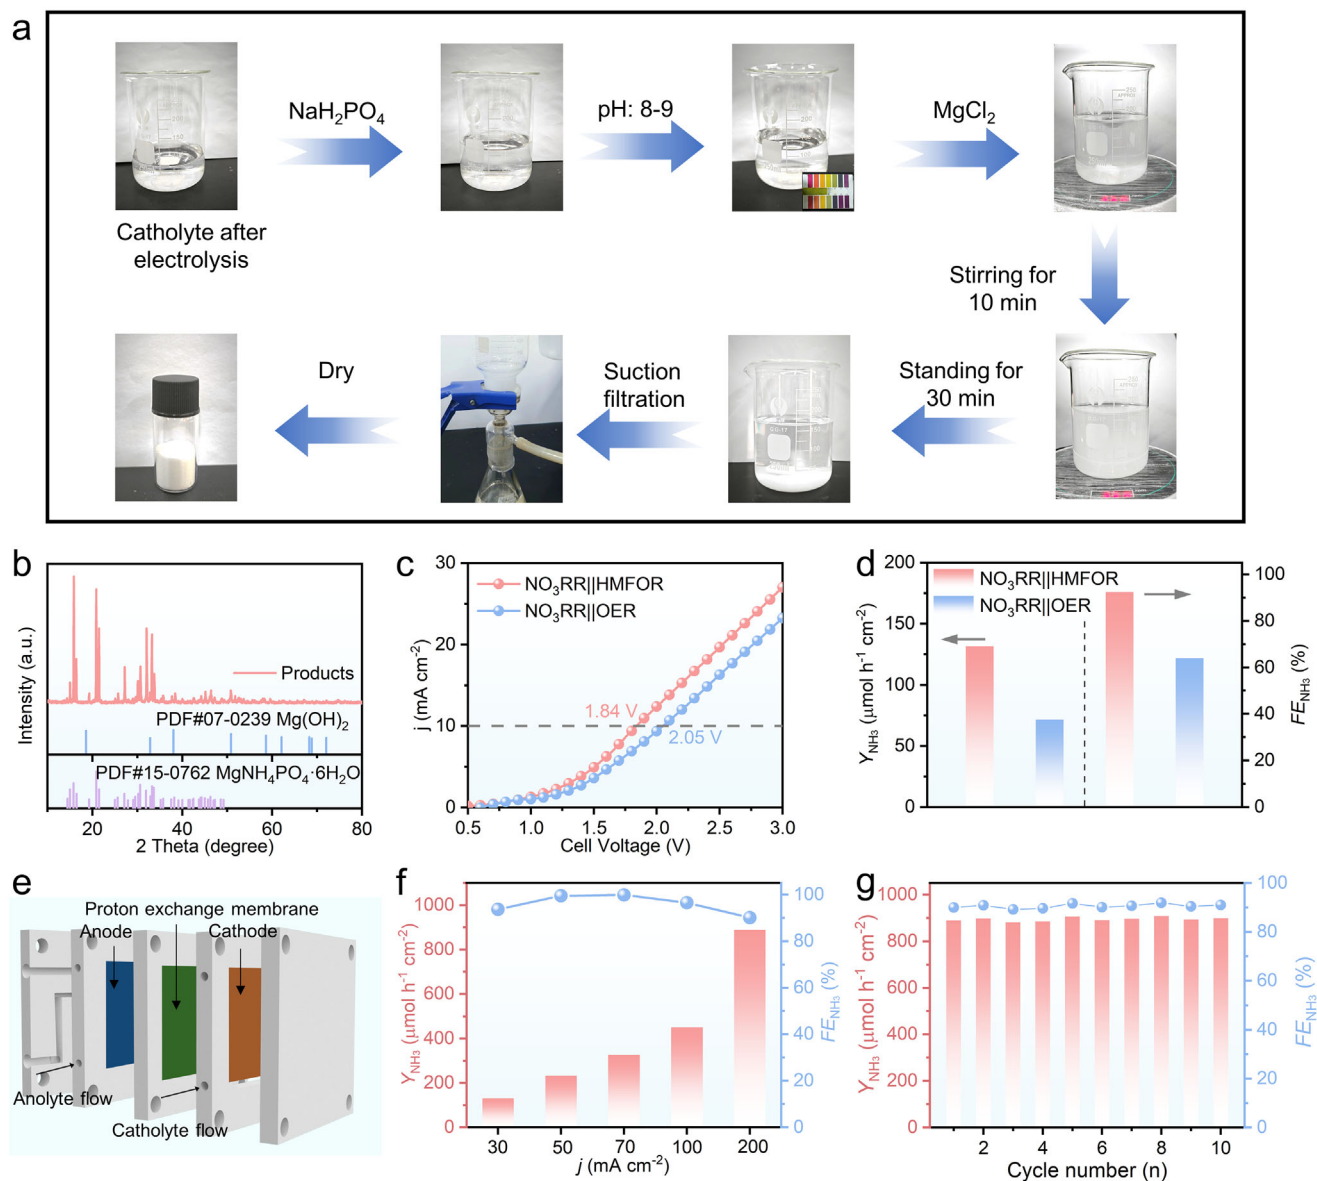 a
NaH₂PO₄
pH: 8-9
MgCl₂
Catholyte after
electrolysis
Stirring for
10 min
Standing for
30 min
Suction
filtration
Dry
b
Intensity (a.u.)
Products
PDF#07-0239 Mg(OH)₂
PDF#15-0762 MgNH₄PO₄·6H₂O
20 40 60 80
2 Theta (degree)
c
j (mA cm⁻²)
30
20
10
0
NO₃RR||HMFOR
NO₃RR||OER
1.84 V
2.05 V
0.5 1.0 1.5 2.0 2.5 3.0
Cell Voltage (V)
d
Y_NH₃ (μmol h⁻¹ cm⁻²)
200
150
100
50
0
NO₃RR||HMFOR
NO₃RR||OER
100
80
60
40
20
0
FE_NH₃ (%)
e
Proton exchange membrane
Anode
Cathode
Anolyte flow
Catholyte flow
f
Y_NH₃ (μmol h⁻¹ cm⁻²)
1000
800
600
400
200
0
100
80
60
40
20
0
FE_NH₃ (%)
30 50 70 100 200
j (mA cm⁻²)
g
Y_NH₃ (μmol h⁻¹ cm⁻²)
1000
800
600
400
200
0
100
80
60
40
20
0
FE_NH₃ (%)
2 4 6 8 10
Cycle number (n)